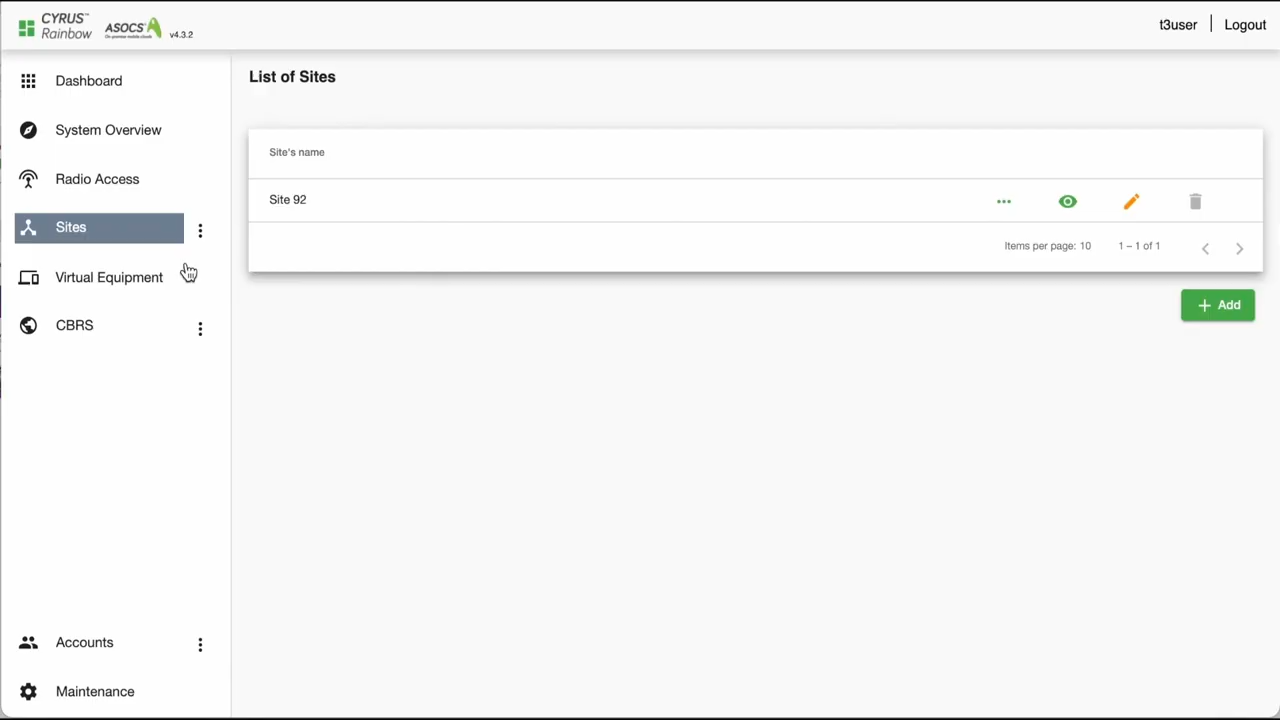 CYRUS™
Rainbow
ASOCS
v4.3.2
t3user
Logout
Dashboard
System Overview
Radio Access
Sites
Virtual Equipment
CBRS
Accounts
Maintenance
List of Sites
Site's name
Site 92
Items per page: 10
1 – 1 of 1
Add